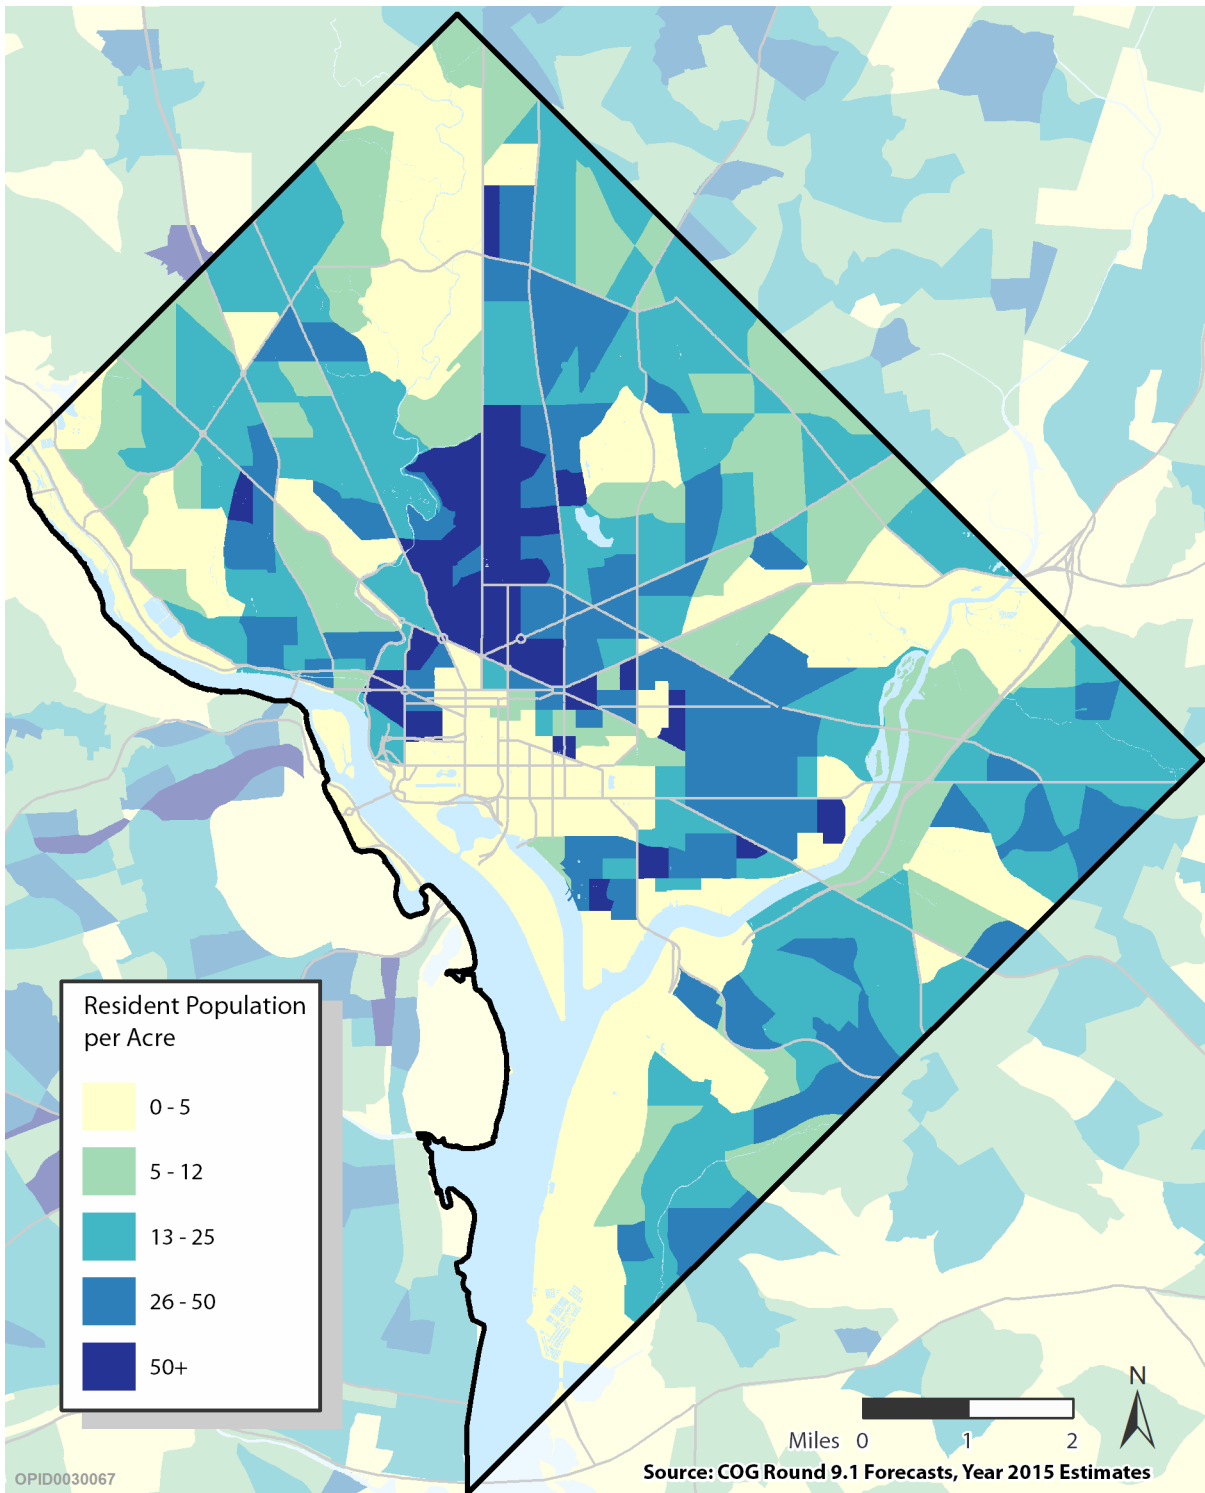 Resident Population
per Acre
0 - 5
5 - 12
13 - 25
26 - 50
50+
N
Miles 0 1 2
Source: COG Round 9.1 Forecasts, Year 2015 Estimates
OPID0030067